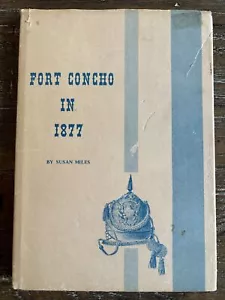 FORT CONCHO
IN
1877
BY SUSAN MILES